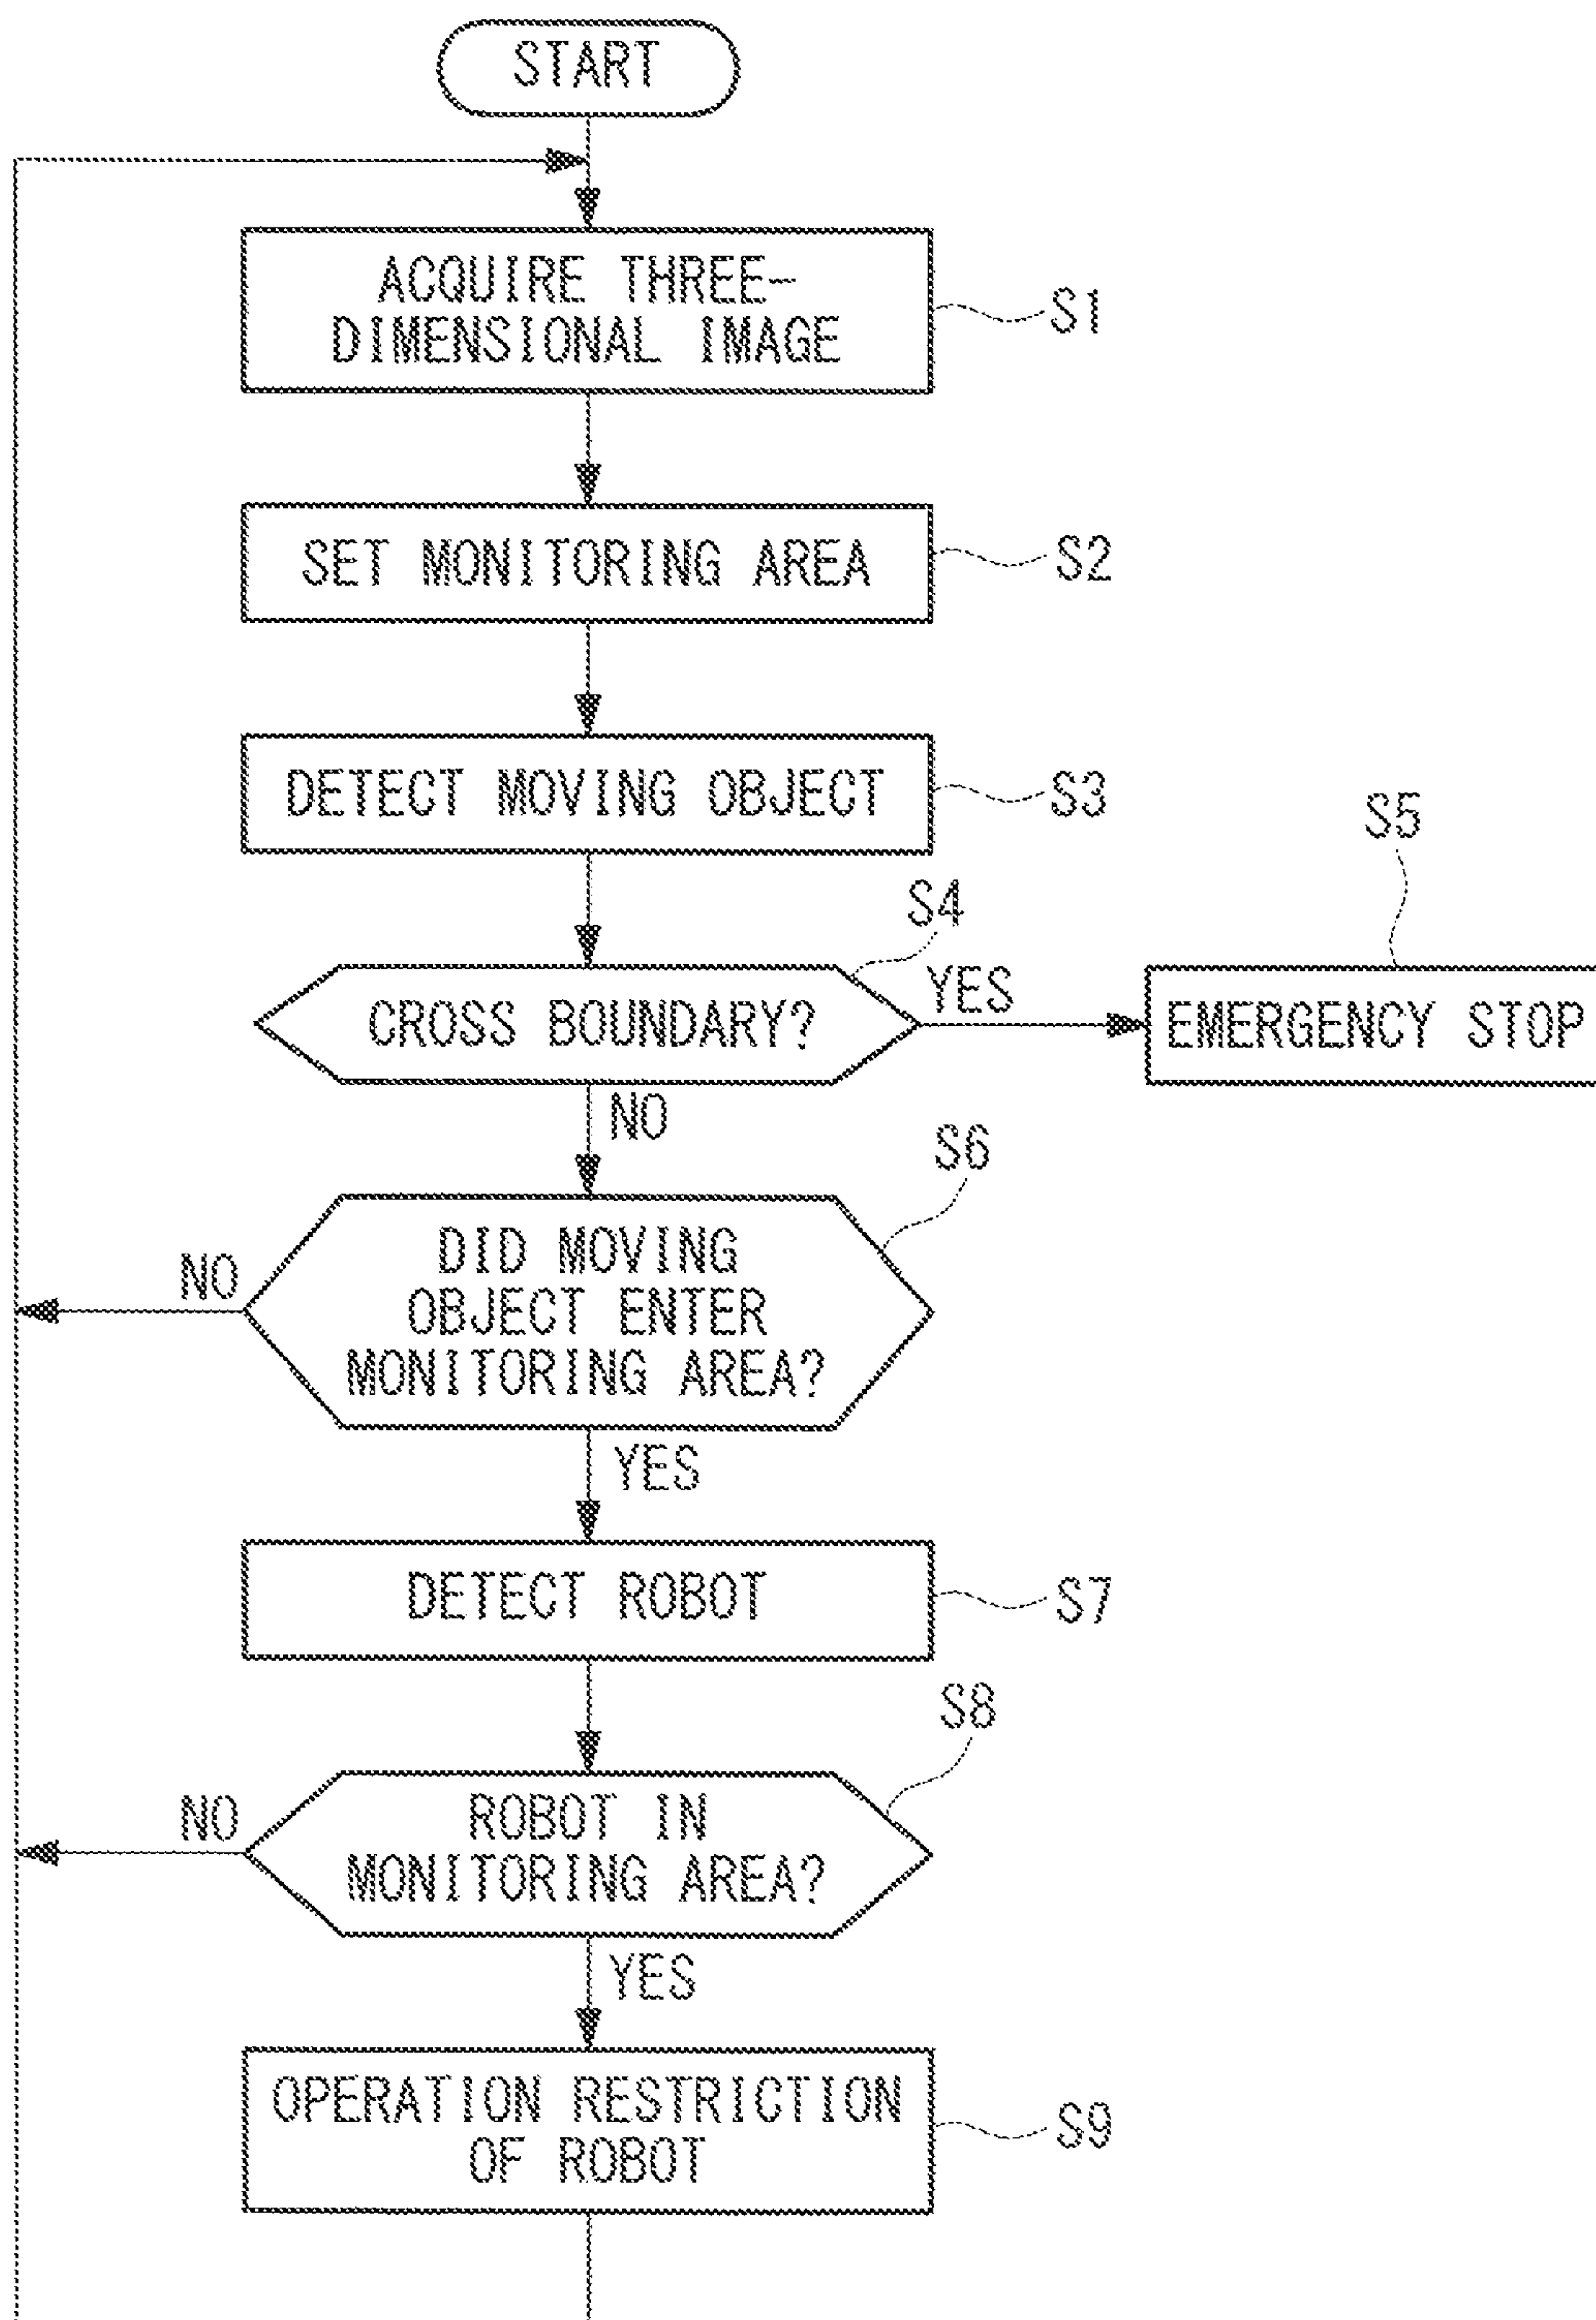 START
ACQUIRE THREE-
DIMENSIONAL IMAGE
S1
SET MONITORING AREA
S2
DETECT MOVING OBJECT
S3
S4
CROSS BOUNDARY?
YES
S5
EMERGENCY STOP
NO
S6
DID MOVING
OBJECT ENTER
MONITORING AREA?
NO
YES
DETECT ROBOT
S7
S8
ROBOT IN
MONITORING AREA?
NO
YES
OPERATION RESTRICTION
OF ROBOT
S9